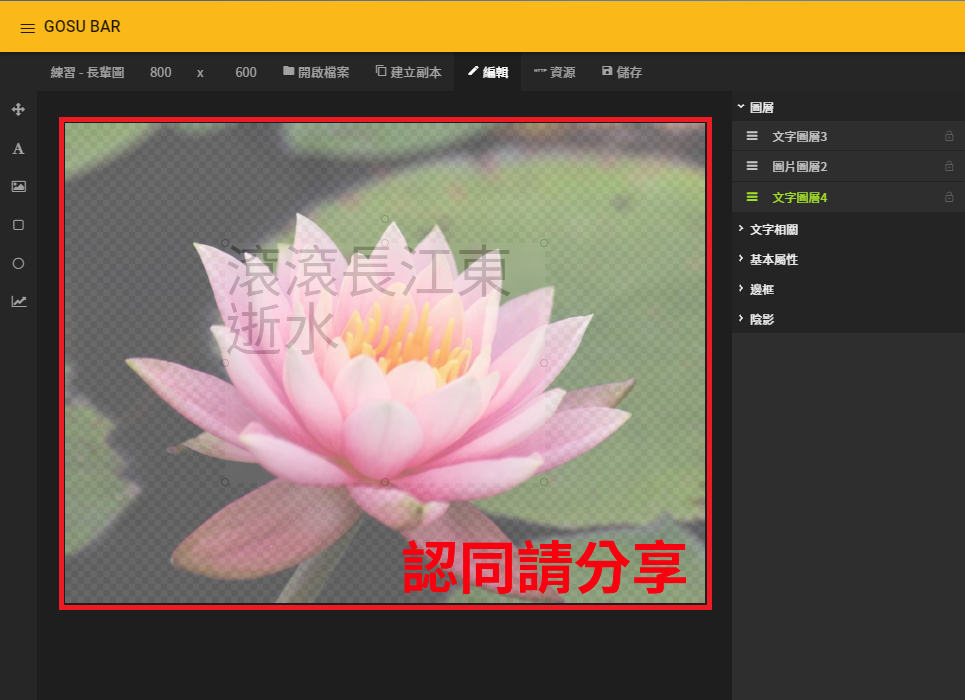 GOSU BAR
練習 - 長輩圖 800 x 600 開啟檔案 建立副本 編輯 HTTP 資源 儲存
A
圖層
文字圖層3
圖片圖層2
文字圖層4
文字相關
基本属性
邊框
陰影
滾滾長江東
逝水
認同請分享